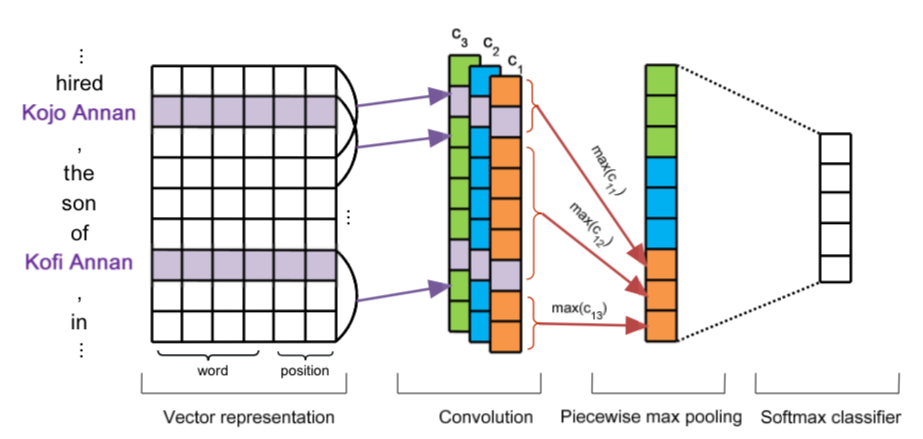 ⋮
hired
Kojo Annan
,
the
son
of
Kofi Annan
,
in
⋮
word
position
⋮
c3
c2
c1
max(c11)
max(c12)
max(c13)
Vector representation
Convolution
Piecewise max pooling
Softmax classifier